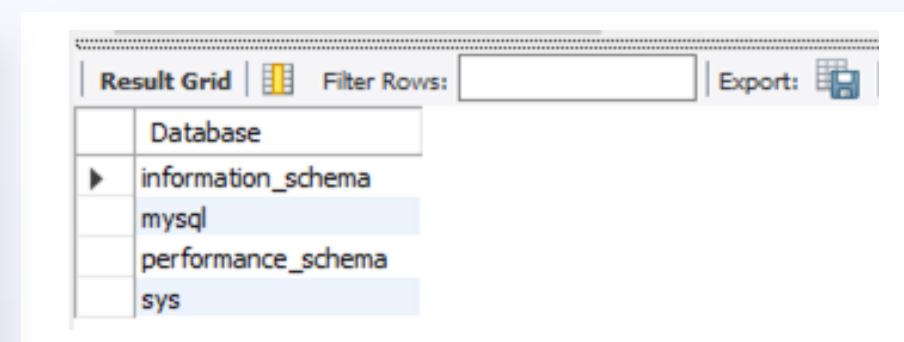 Result Grid Filter Rows: Export:
Database
information_schema
mysql
performance_schema
sys